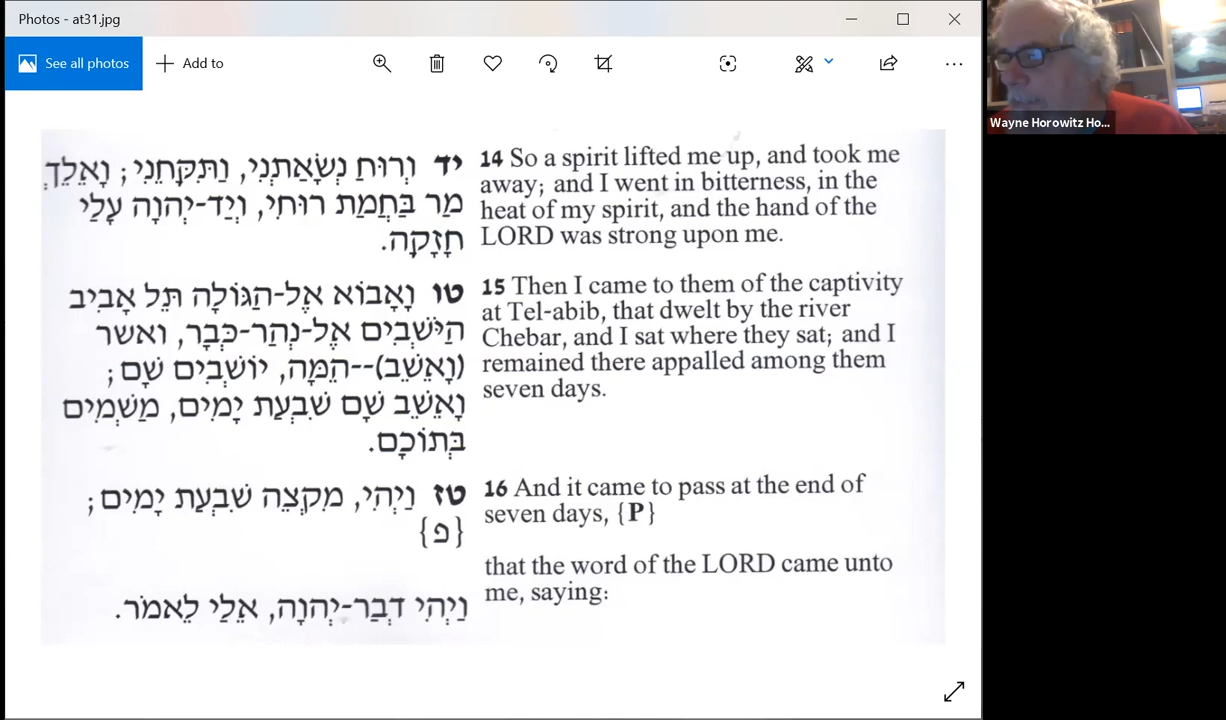 Photos - at31.jpg
See all photos
Add to
Wayne Horowitz Ho...
יד וְרוּחַ נְשָׂאַתְנִי, וַתִּקָּחֵנִי; וָאֵלֵךְ
מַר בַּחֲמַת רוּחִי, וְיַד-יְהוָה עָלַי
חָזָקָה.
14 So a spirit lifted me up, and took me
away; and I went in bitterness, in the
heat of my spirit, and the hand of the
LORD was strong upon me.
טו וָאָבוֹא אֶל-הַגּוֹלָה תֵּל אָבִיב
הַיֹּשְׁבִים אֶל-נְהַר-כְּבָר, ואשר
(וָאֵשֵׁב)--הֵמָּה, יוֹשְׁבִים שָׁם;
וָאֵשֵׁב שָׁם שִׁבְעַת יָמִים, מַשְׁמִים
בְּתוֹכָם.
15 Then I came to them of the captivity
at Tel-abib, that dwelt by the river
Chebar, and I sat where they sat; and I
remained there appalled among them
seven days.
טז וַיְהִי, מִקְצֵה שִׁבְעַת יָמִים;
{פ}
16 And it came to pass at the end of
seven days, {P}
וַיְהִי דְבַר-יְהוָה, אֵלַי לֵאמֹר.
that the word of the LORD came unto
me, saying: